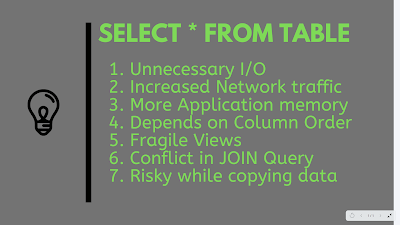 SELECT * FROM TABLE
1. Unnecessary I/O
2. Increased Network traffic
3. More Application memory
4. Depends on Column Order
5. Fragile Views
6. Conflict in JOIN Query
7. Risky while copying data